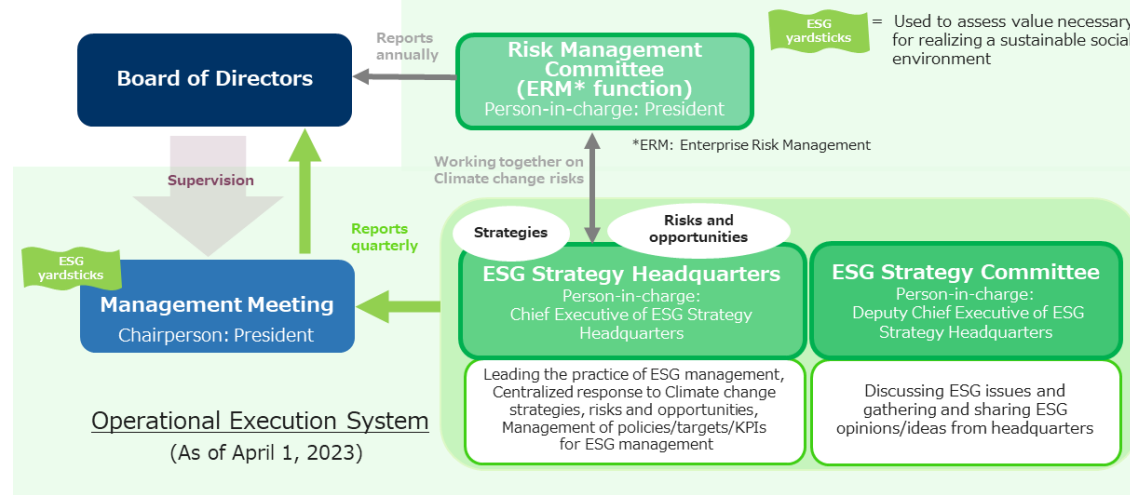 ESG
yardsticks
= Used to assess value necessary
for realizing a sustainable social
environment
Board of Directors
Reports
annually
Risk Management
Committee
(ERM* function)
Person-in-charge: President
*ERM: Enterprise Risk Management
Working together on
Climate change risks
Supervision
Reports
quarterly
Strategies
Risks and
opportunities
ESG
yardsticks
Management Meeting
Chairperson: President
ESG Strategy Headquarters
Person-in-charge:
Chief Executive of ESG Strategy
Headquarters
ESG Strategy Committee
Person-in-charge:
Deputy Chief Executive of ESG
Strategy Headquarters
Leading the practice of ESG management,
Centralized response to Climate change
strategies, risks and opportunities,
Management of policies/targets/KPIs
for ESG management
Discussing ESG issues and
gathering and sharing ESG
opinions/ideas from headquarters
Operational Execution System
(As of April 1, 2023)